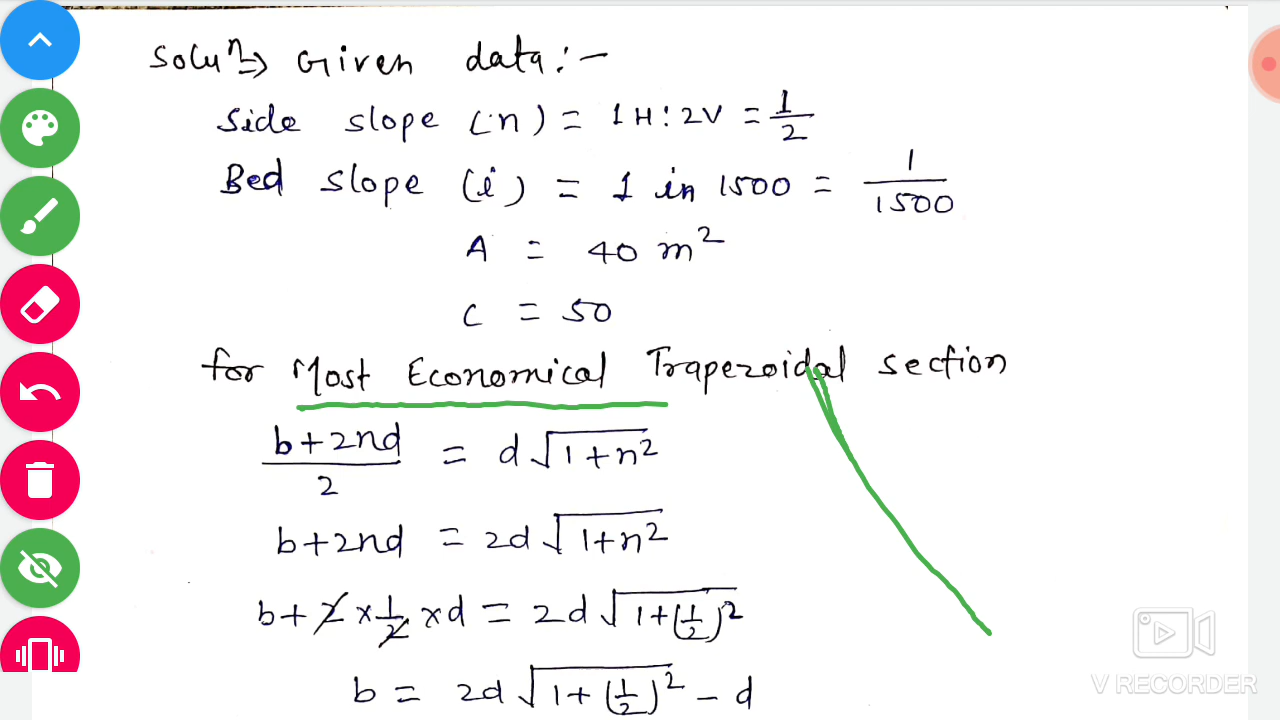 Solun⇒ Given data:-
Side slope (n) = 1H:2V = 1/2
Bed slope (i) = 1 in 1500 = 1/1500
A = 40 m²
C = 50
for Most Economical Trapezoidal section
(b+2nd)/2 = d√(1+n²)
b+2nd = 2d√(1+n²)
b+2×1/2×d = 2d√(1+(1/2)²)
b = 2d√(1+(1/2)²) - d
V RECORDER